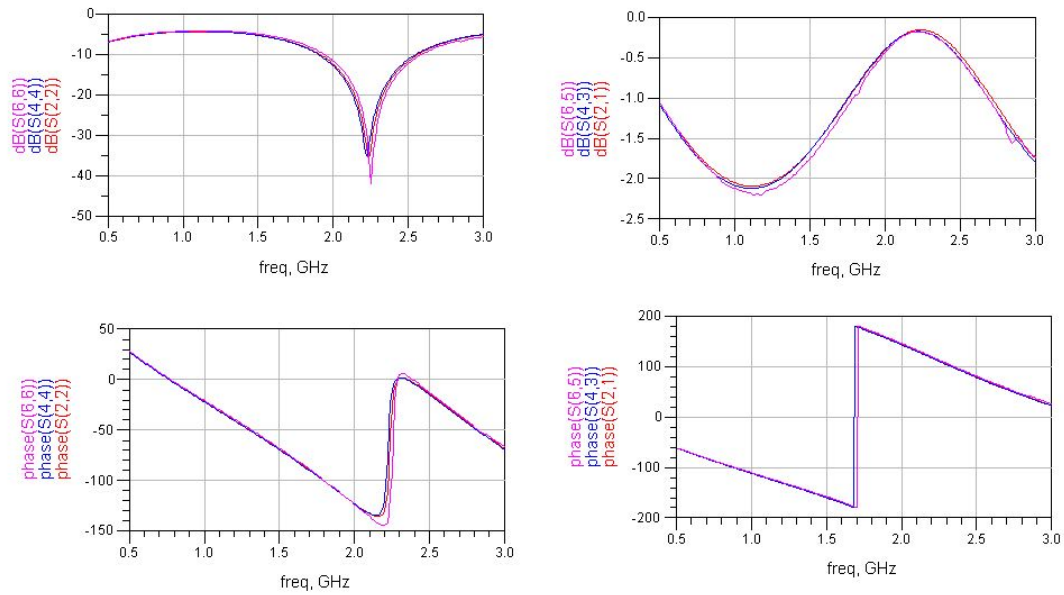 dB(S(6,6))
dB(S(4,4))
dB(S(2,2))
0
-10
-20
-30
-40
-50
0.5 1.0 1.5 2.0 2.5 3.0
freq, GHz
dB(S(6,5))
dB(S(4,3))
dB(S(2,1))
0.0
-0.5
-1.0
-1.5
-2.0
-2.5
0.5 1.0 1.5 2.0 2.5 3.0
freq, GHz
phase(S(6,6))
phase(S(4,4))
phase(S(2,2))
50
0
-50
-100
-150
0.5 1.0 1.5 2.0 2.5 3.0
freq, GHz
phase(S(6,5))
phase(S(4,3))
phase(S(2,1))
200
100
0
-100
-200
0.5 1.0 1.5 2.0 2.5 3.0
freq, GHz